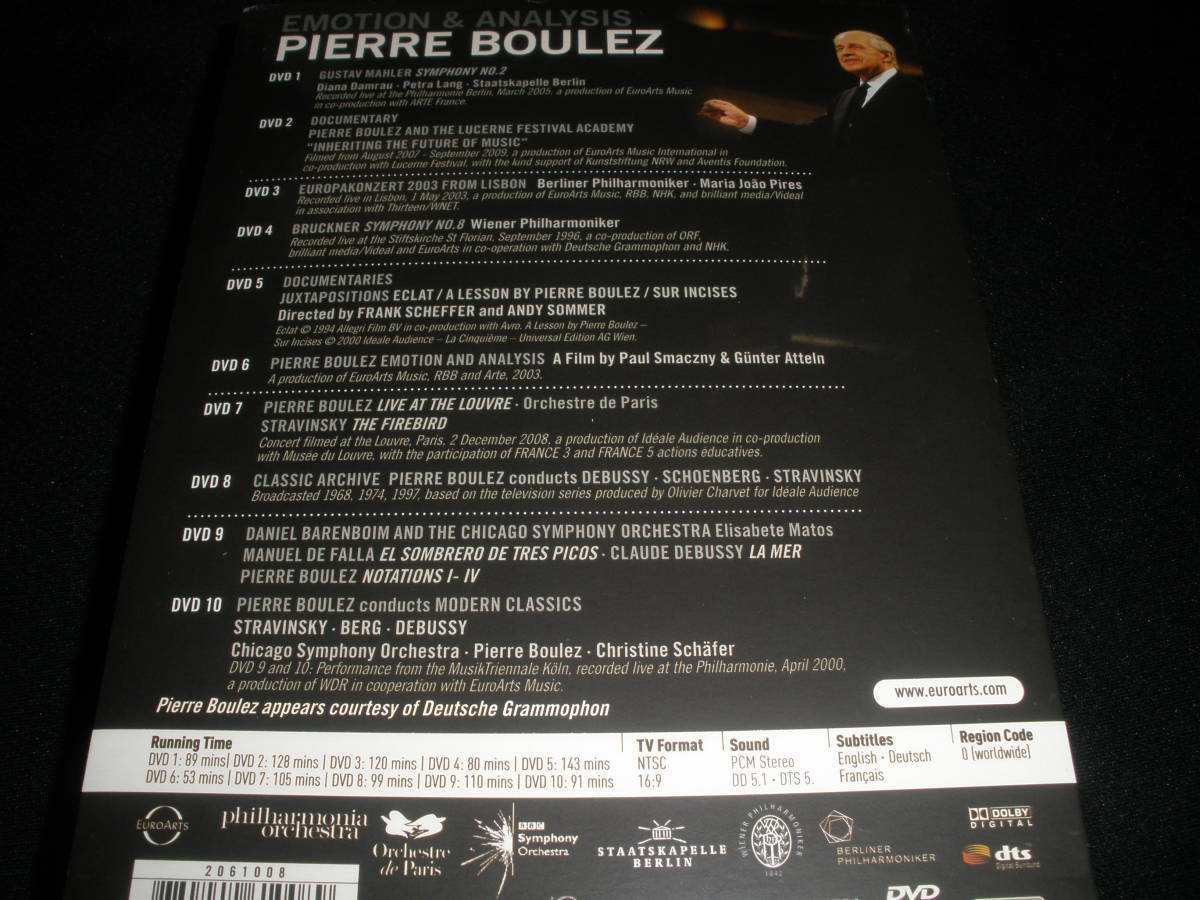 EMOTION & ANALYSIS
PIERRE BOULEZ
DVD 1 GUSTAV MAHLER SYMPHONY NO.2
Diana Damrau · Petra Lang · Staatskapelle Berlin
Recorded live at the Philharmonie Berlin, March 2005, a production of EuroArts Music
in co-production with ARTE France.
DVD 2 DOCUMENTARY
PIERRE BOULEZ AND THE LUCERNE FESTIVAL ACADEMY
"INHERITING THE FUTURE OF MUSIC"
Filmed from August 2007 - September 2009, a production of EuroArts Music International in
co-production with Lucerne Festival, with the kind support of Kunststiftung NRW and Aventis Foundation.
DVD 3 EUROPAKONZERT 2003 FROM LISBON Berliner Philharmoniker · Maria João Pires
Recorded live in Lisbon, 1 May 2003, a production of EuroArts Music, RBB, NHK, and brilliant media/Videal
in association with Thirteen/WNET.
DVD 4 BRUCKNER SYMPHONY NO.8 Wiener Philharmoniker
Recorded live at the Stiftskirche St Florian, September 1996, a co-production of ORF,
brilliant media/Videal and EuroArts in co-operation with Deutsche Grammophon and NHK.
DVD 5 DOCUMENTARIES
JUXTAPOSITIONS ECLAT / A LESSON BY PIERRE BOULEZ / SUR INCISES
Directed by FRANK SCHEFFER and ANDY SOMMER
Eclat © 1994 Allegri Film BV in co-production with Avro. A Lesson by Pierre Boulez –
Sur Incises © 2000 Ideale Audience – La Cinquième – Universal Edition AG Wien.
DVD 6 PIERRE BOULEZ EMOTION AND ANALYSIS A Film by Paul Smaczny & Günter Atteln
A production of EuroArts Music, RBB and Arte, 2003.
DVD 7 PIERRE BOULEZ LIVE AT THE LOUVRE · Orchestre de Paris
STRAVINSKY THE FIREBIRD
Concert filmed at the Louvre, Paris, 2 December 2008, a production of Idéale Audience in co-production
with Musée du Louvre, with the participation of FRANCE 3 and FRANCE 5 actions éducatives.
DVD 8 CLASSIC ARCHIVE PIERRE BOULEZ conducts DEBUSSY · SCHOENBERG · STRAVINSKY
Broadcasted 1968, 1974, 1997, based on the television series produced by Olivier Charvet for Idéale Audience
DVD 9 DANIEL BARENBOIM AND THE CHICAGO SYMPHONY ORCHESTRA Elisabete Matos
MANUEL DE FALLA EL SOMBRERO DE TRES PICOS · CLAUDE DEBUSSY LA MER
PIERRE BOULEZ NOTATIONS I- IV
DVD 10 PIERRE BOULEZ conducts MODERN CLASSICS
STRAVINSKY · BERG · DEBUSSY
Chicago Symphony Orchestra · Pierre Boulez · Christine Schäfer
DVD 9 and 10: Performance from the MusikTriennale Köln, recorded live at the Philharmonie, April 2000,
a production of WDR in cooperation with EuroArts Music.
Pierre Boulez appears courtesy of Deutsche Grammophon
www.euroarts.com
Running Time
DVD 1: 89 mins | DVD 2: 128 mins | DVD 3: 120 mins | DVD 4: 80 mins | DVD 5: 143 mins
DVD 6: 53 mins | DVD 7: 105 mins | DVD 8: 99 mins | DVD 9: 110 mins | DVD 10: 91 mins
TV Format
NTSC
16:9
Sound
PCM Stereo
DD 5.1 · DTS 5.
Subtitles
English · Deutsch
Français
Region Code
0 (worldwide)
EUROARTS
philharmonia
orchestra
Orchestre
de Paris
BBC
Symphony
Orchestra
STAATSKAPELLE
BERLIN
WIENER PHILHARMONIKER
1842
BERLINER
PHILHARMONIKER
DOLBY
DIGITAL
dts
Digital Surround
2061008
DVD